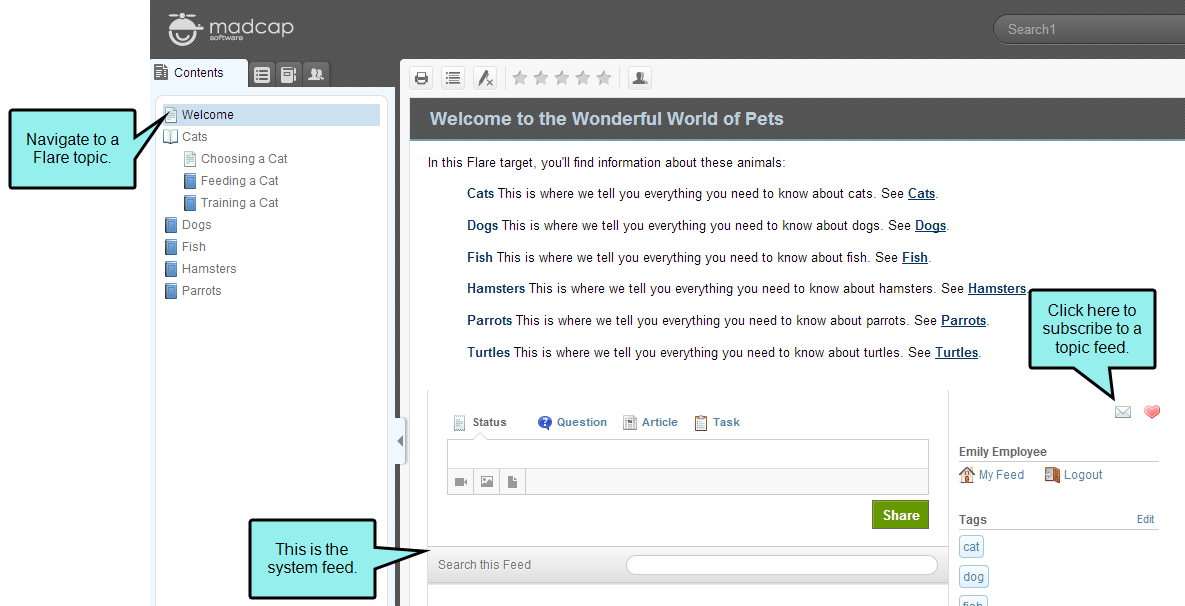 madcap
software
Search1
Contents
Welcome to the Wonderful World of Pets
Navigate to a
Flare topic.
Welcome
Cats
Choosing a Cat
Feeding a Cat
Training a Cat
Dogs
Fish
Hamsters
Parrots
In this Flare target, you'll find information about these animals:
Cats This is where we tell you everything you need to know about cats. See Cats.
Dogs This is where we tell you everything you need to know about dogs. See Dogs.
Fish This is where we tell you everything you need to know about fish. See Fish.
Hamsters This is where we tell you everything you need to know about hamsters. See Hamsters.
Parrots This is where we tell you everything you need to know about parrots. See Parrots.
Turtles This is where we tell you everything you need to know about turtles. See Turtles.
Click here to
subscribe to a
topic feed.
Status Question Article Task
Share
Emily Employee
My Feed Logout
Tags Edit
cat
dog
fish
This is the
system feed.
Search this Feed